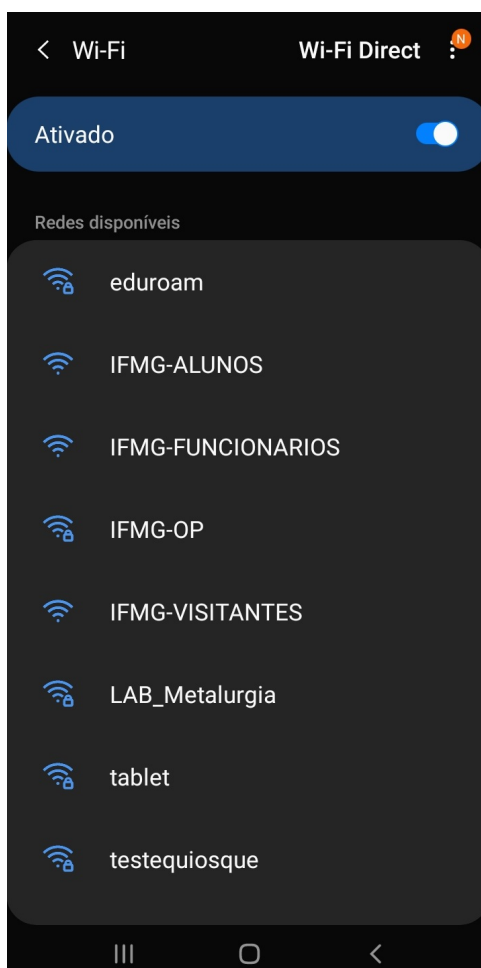 Wi-Fi Wi-Fi Direct N
Ativado
Redes disponíveis
eduroam
IFMG-ALUNOS
IFMG-FUNCIONARIOS
IFMG-OP
IFMG-VISITANTES
LAB_Metalurgia
tablet
testequiosque